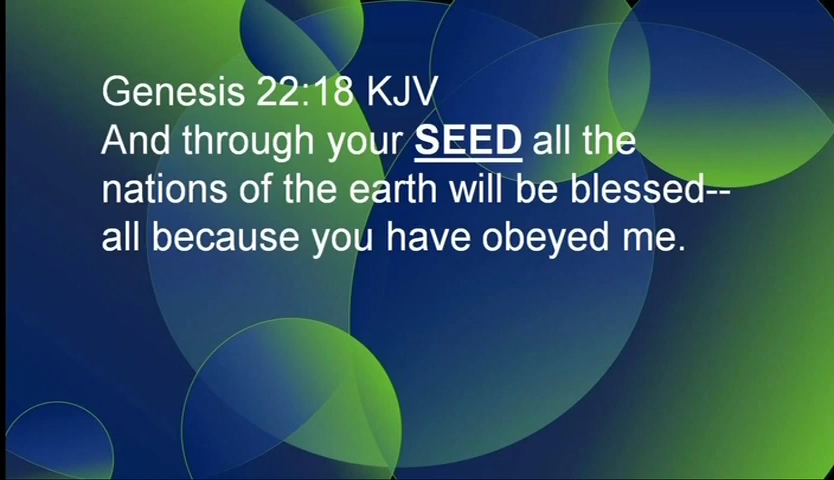 Genesis 22:18 KJV
And through your SEED all the
nations of the earth will be blessed--
all because you have obeyed me.